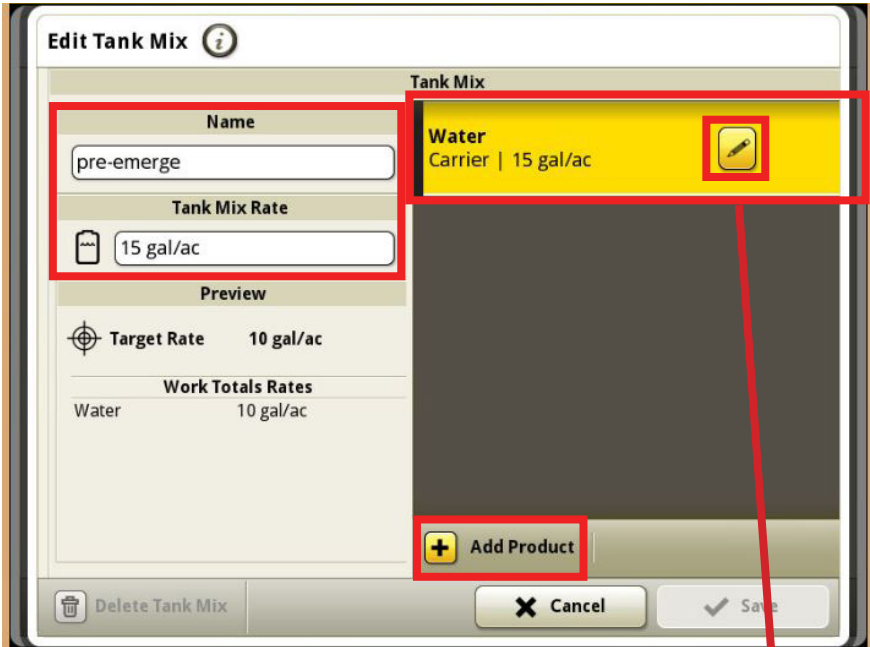 Edit Tank Mix i
Tank Mix
Name
pre-emerge
Tank Mix Rate
15 gal/ac
Preview
Target Rate 10 gal/ac
Work Totals Rates
Water 10 gal/ac
Water
Carrier | 15 gal/ac
Add Product
Delete Tank Mix
Cancel
Save